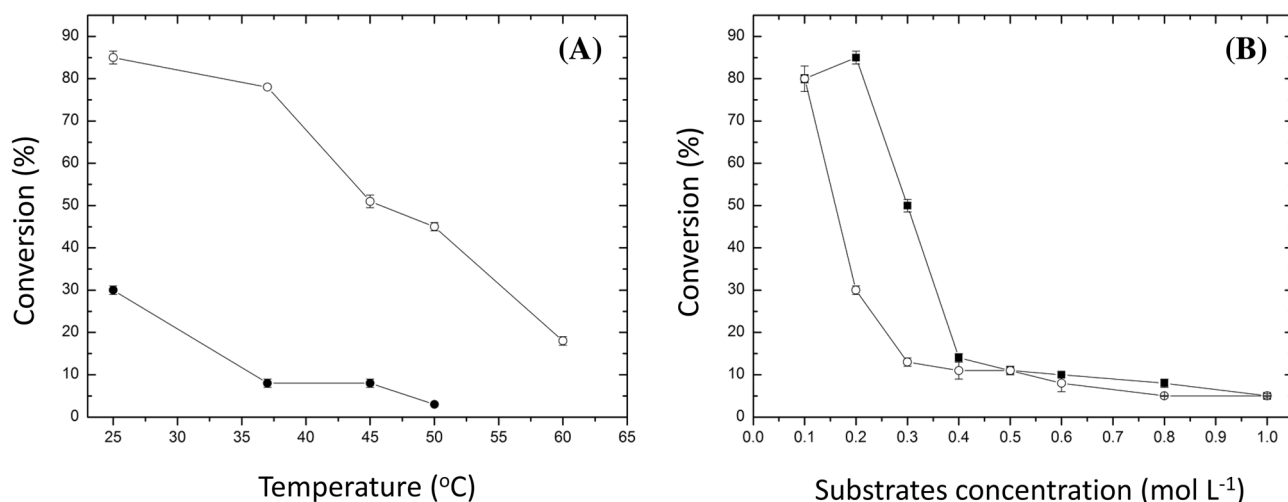 (A)
90
80
70
60
50
40
30
20
10
0
Conversion (%)
25 30 35 40 45 50 55 60 65
Temperature (ºC)
(B)
90
80
70
60
50
40
30
20
10
0
Conversion (%)
0.0 0.1 0.2 0.3 0.4 0.5 0.6 0.7 0.8 0.9 1.0
Substrates concentration (mol L⁻¹)